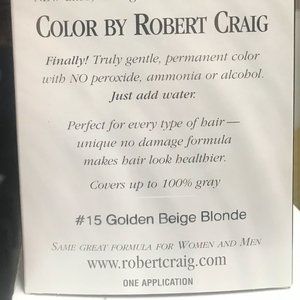 COLOR BY ROBERT CRAIG
Finally! Truly gentle, permanent color
with NO peroxide, ammonia or alcohol.
Just add water.
Perfect for every type of hair—
unique no damage formula
makes hair look healthier.
Covers up to 100% gray
#15 Golden Beige Blonde
SAME GREAT FORMULA FOR WOMEN AND MEN
www.robertcraig.com
ONE APPLICATION